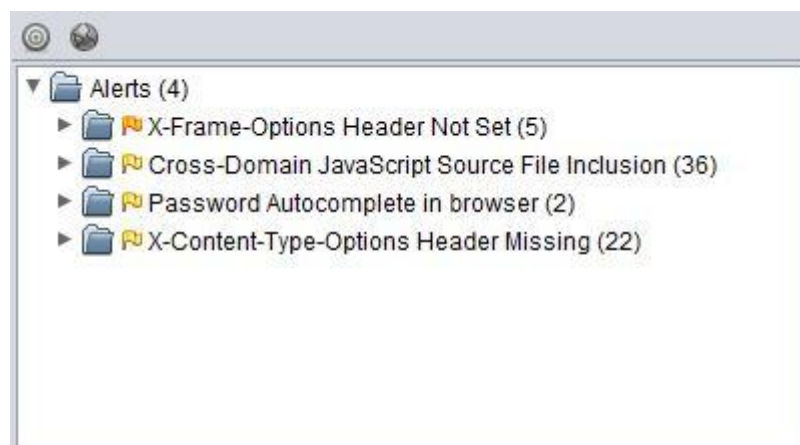 Alerts (4)
X-Frame-Options Header Not Set (5)
Cross-Domain JavaScript Source File Inclusion (36)
Password Autocomplete in browser (2)
X-Content-Type-Options Header Missing (22)